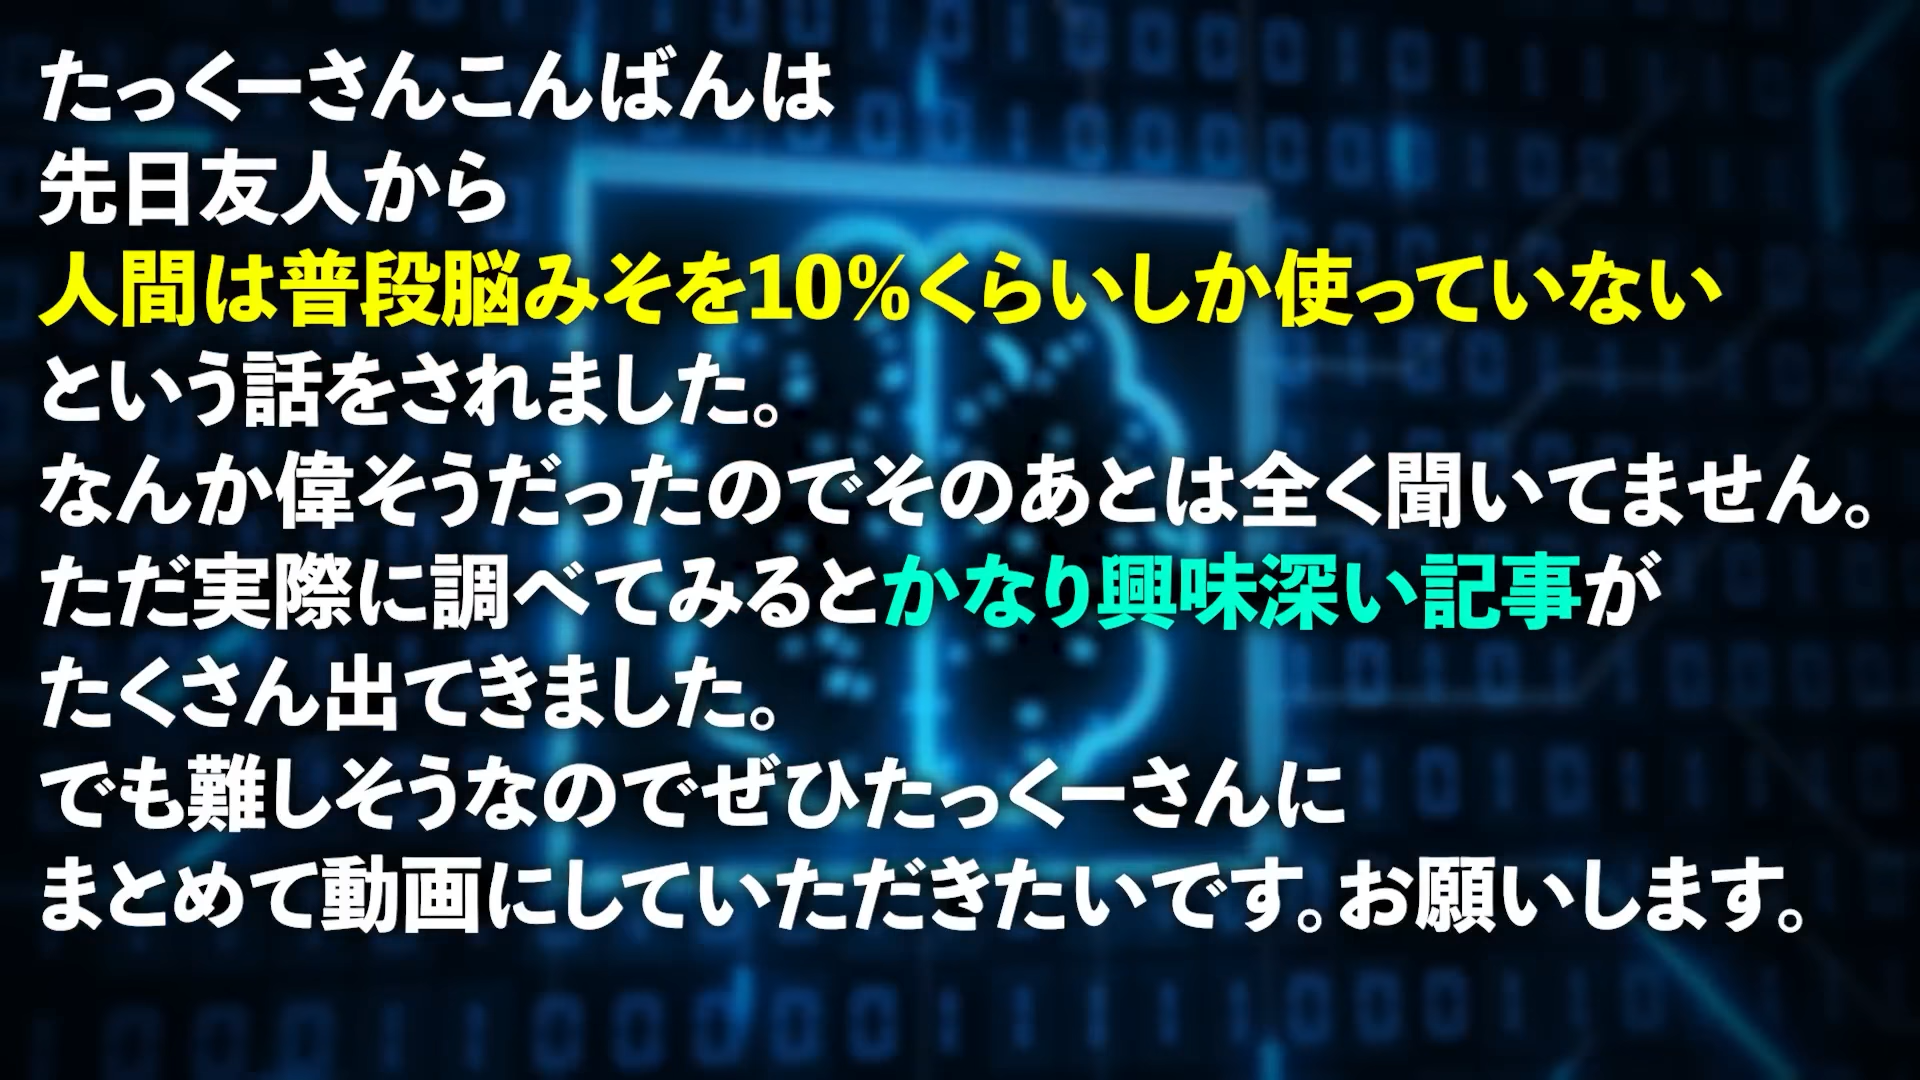 たっくーさんこんばんは
先日友人から
人間は普段脳みそを10%くらいしか使っていない
という話をされました。
なんか偉そうだったのでそのあとは全く聞いてません。
ただ実際に調べてみるとかなり興味深い記事が
たくさん出てきました。
でも難しそうなのでぜひたっくーさんに
まとめて動画にしていただきたいです。お願いします。